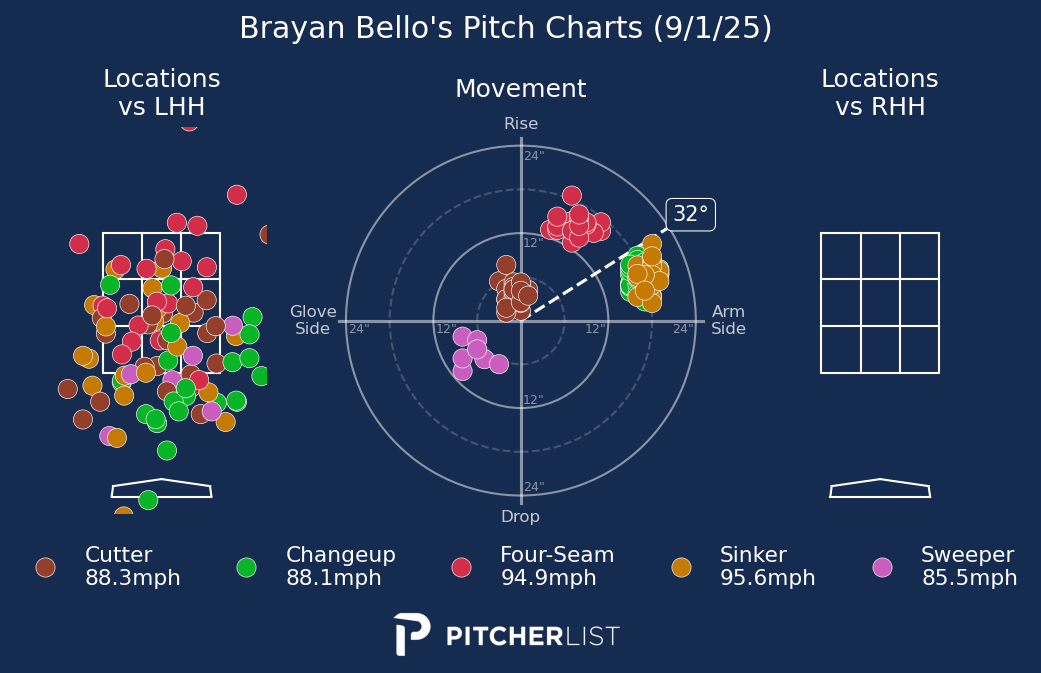 Brayan Bello's Pitch Charts (9/1/25)
Locations
vs LHH
Movement
Locations
vs RHH
Rise
24"
32°
12"
Glove
Side
24"
12"
12"
24"
Arm
Side
12"
24"
Drop
Cutter
88.3mph
Changeup
88.1mph
Four-Seam
94.9mph
Sinker
95.6mph
Sweeper
85.5mph
PITCHERLIST